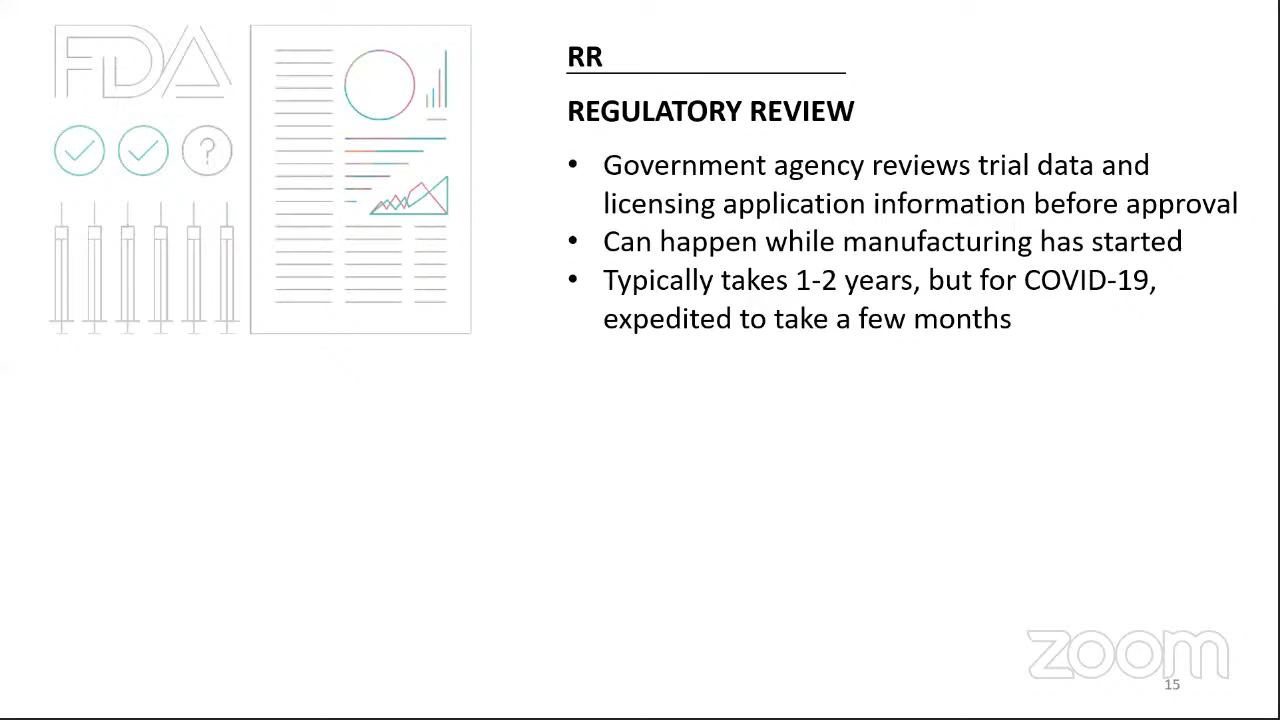 FDA
RR
REGULATORY REVIEW
• Government agency reviews trial data and
licensing application information before approval
• Can happen while manufacturing has started
• Typically takes 1-2 years, but for COVID-19,
expedited to take a few months
?
zoom
15